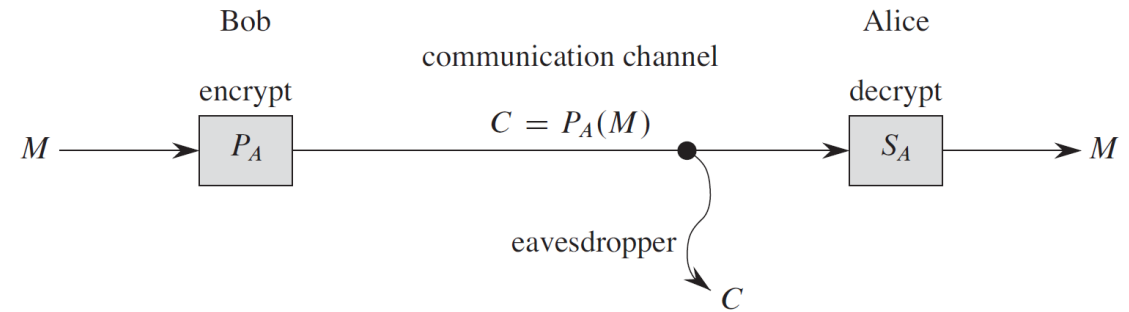 Bob
Alice
communication channel
encrypt
decrypt
M
P_A
C = P_A(M)
S_A
M
eavesdropper
C